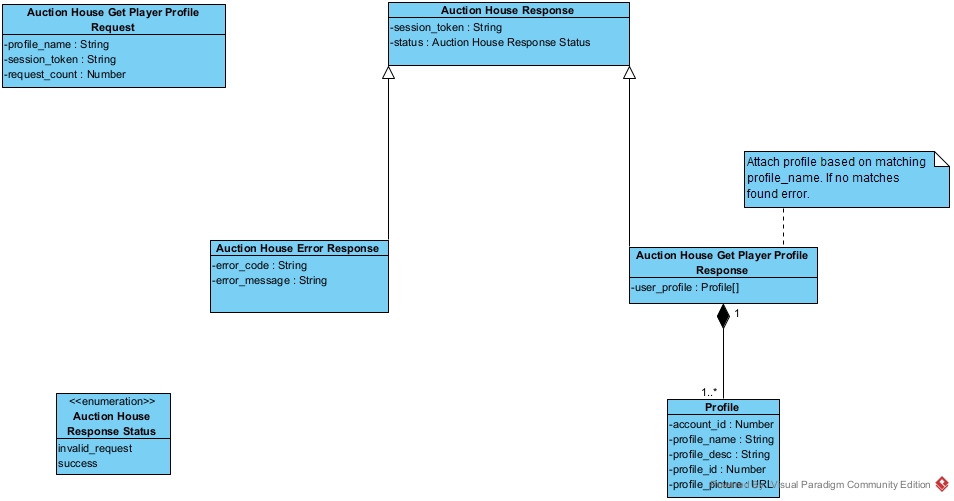 Auction House Get Player Profile
Request
-profile_name : String
-session_token : String
-request_count : Number
Auction House Response
-session_token : String
-status : Auction House Response Status
Attach profile based on matching
profile_name. If no matches
found error.
Auction House Error Response
-error_code : String
-error_message : String
Auction House Get Player Profile
Response
-user_profile : Profile[]
1
1..*
<<enumeration>>
Auction House
Response Status
invalid_request
success
Profile
-account_id : Number
-profile_name : String
-profile_desc : String
-profile_id : Number
-profile_picture : URL
Visual Paradigm Community Edition